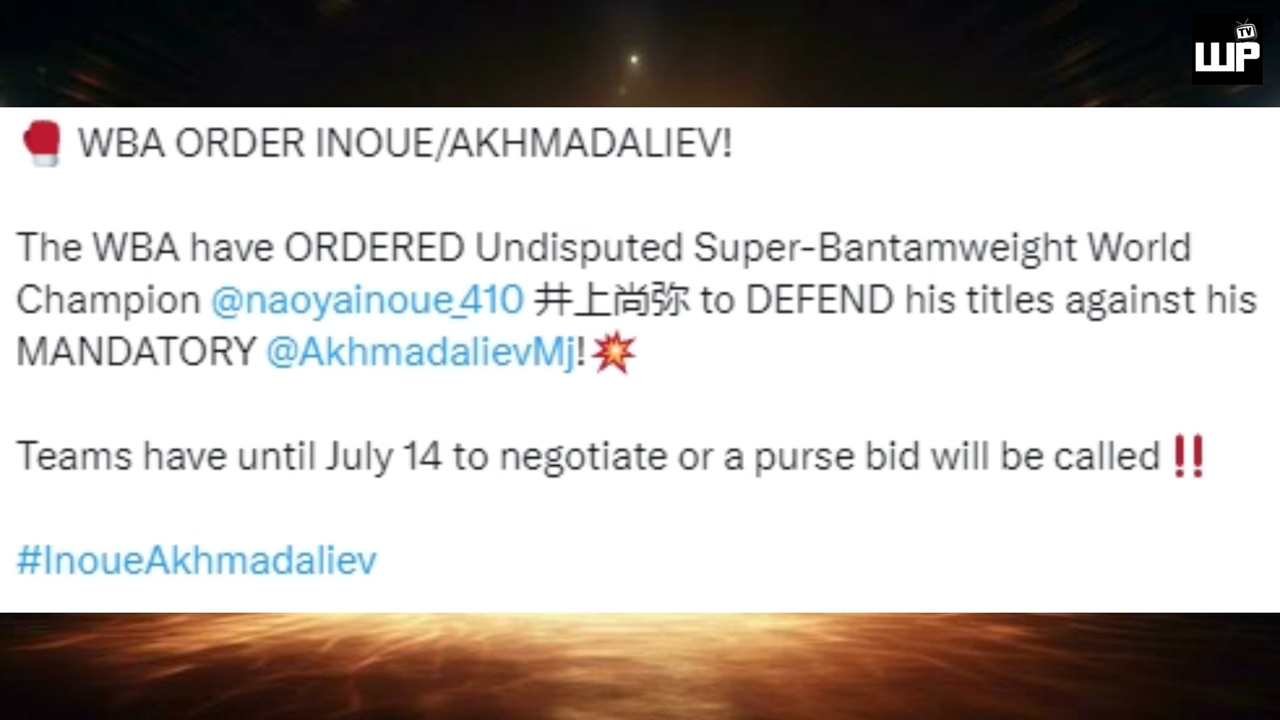 TV
WP
🥊 WBA ORDER INOUE/AKHMADALIEV!
The WBA have ORDERED Undisputed Super-Bantamweight World
Champion @naoyainoue_410 井上尚弥 to DEFEND his titles against his
MANDATORY @AkhmadalievMj!💥
Teams have until July 14 to negotiate or a purse bid will be called‼️
#InoueAkhmadaliev